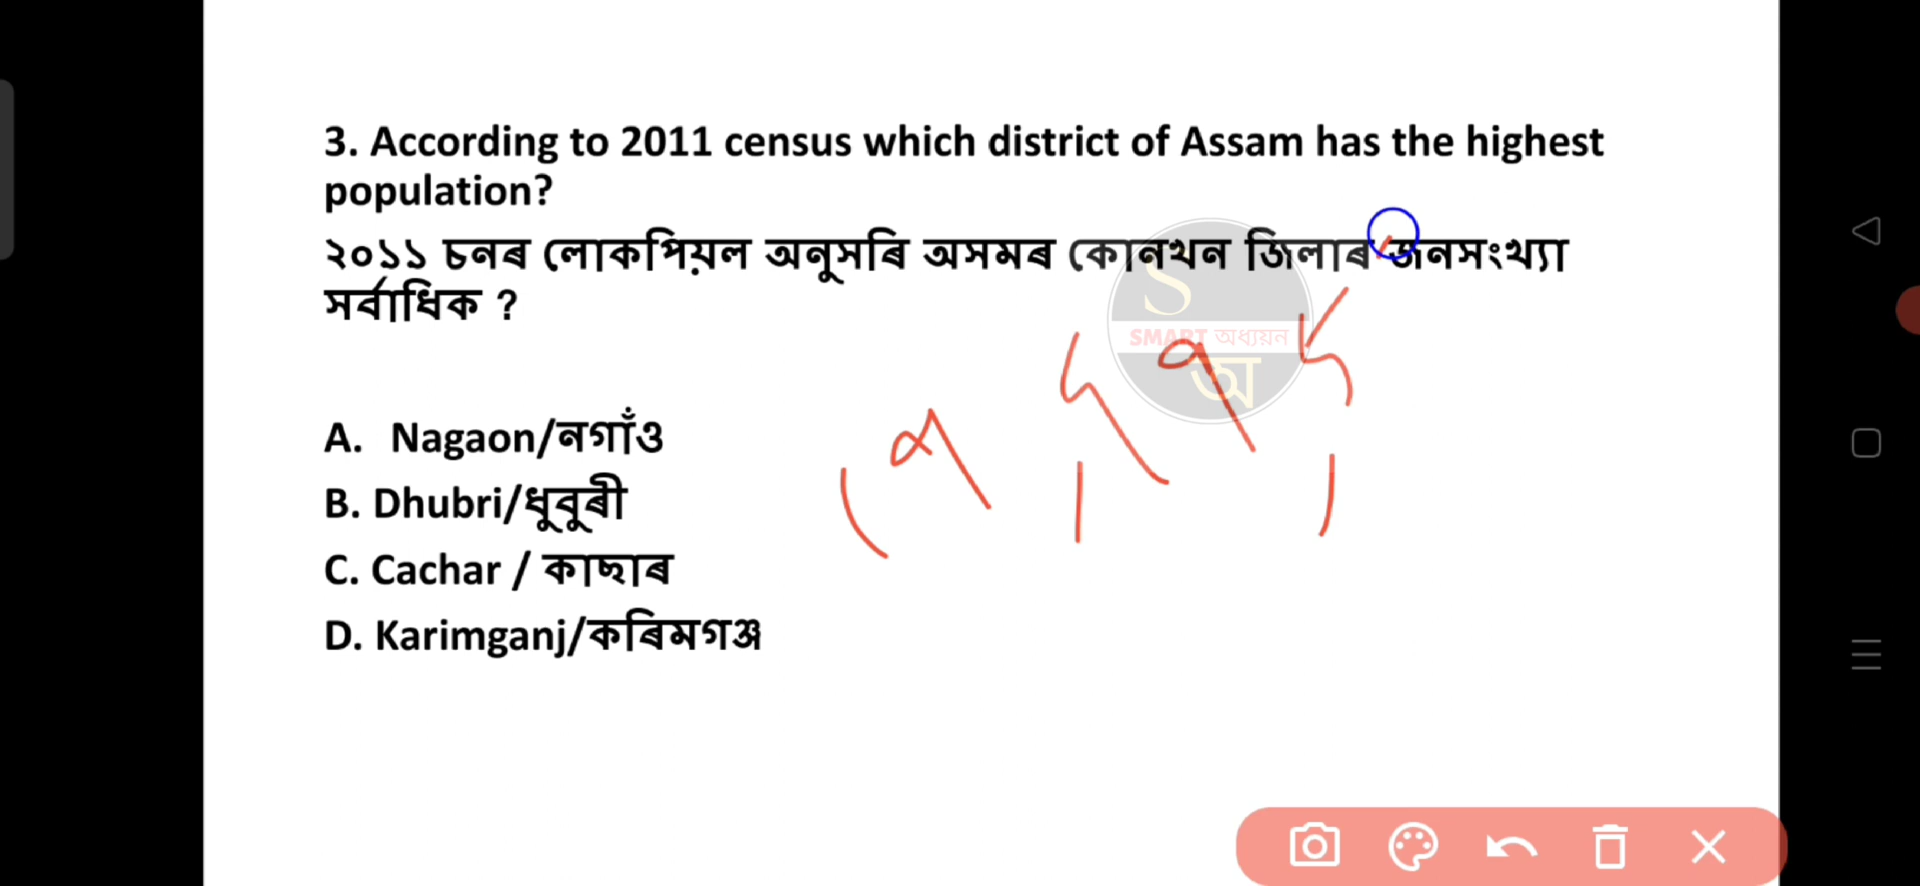 3. According to 2011 census which district of Assam has the highest
population?
২০১১ চনৰ লোকপিয়ল অনুসৰি অসমৰ কোনখন জিলাৰ জনসংখ্যা
সৰ্বাধিক ?
S
SMART অধ্যয়ন
অ
A. Nagaon/নগাঁও
B. Dhubri/ধুবুৰী
C. Cachar / কাছাৰ
D. Karimganj/কৰিমগঞ্জ